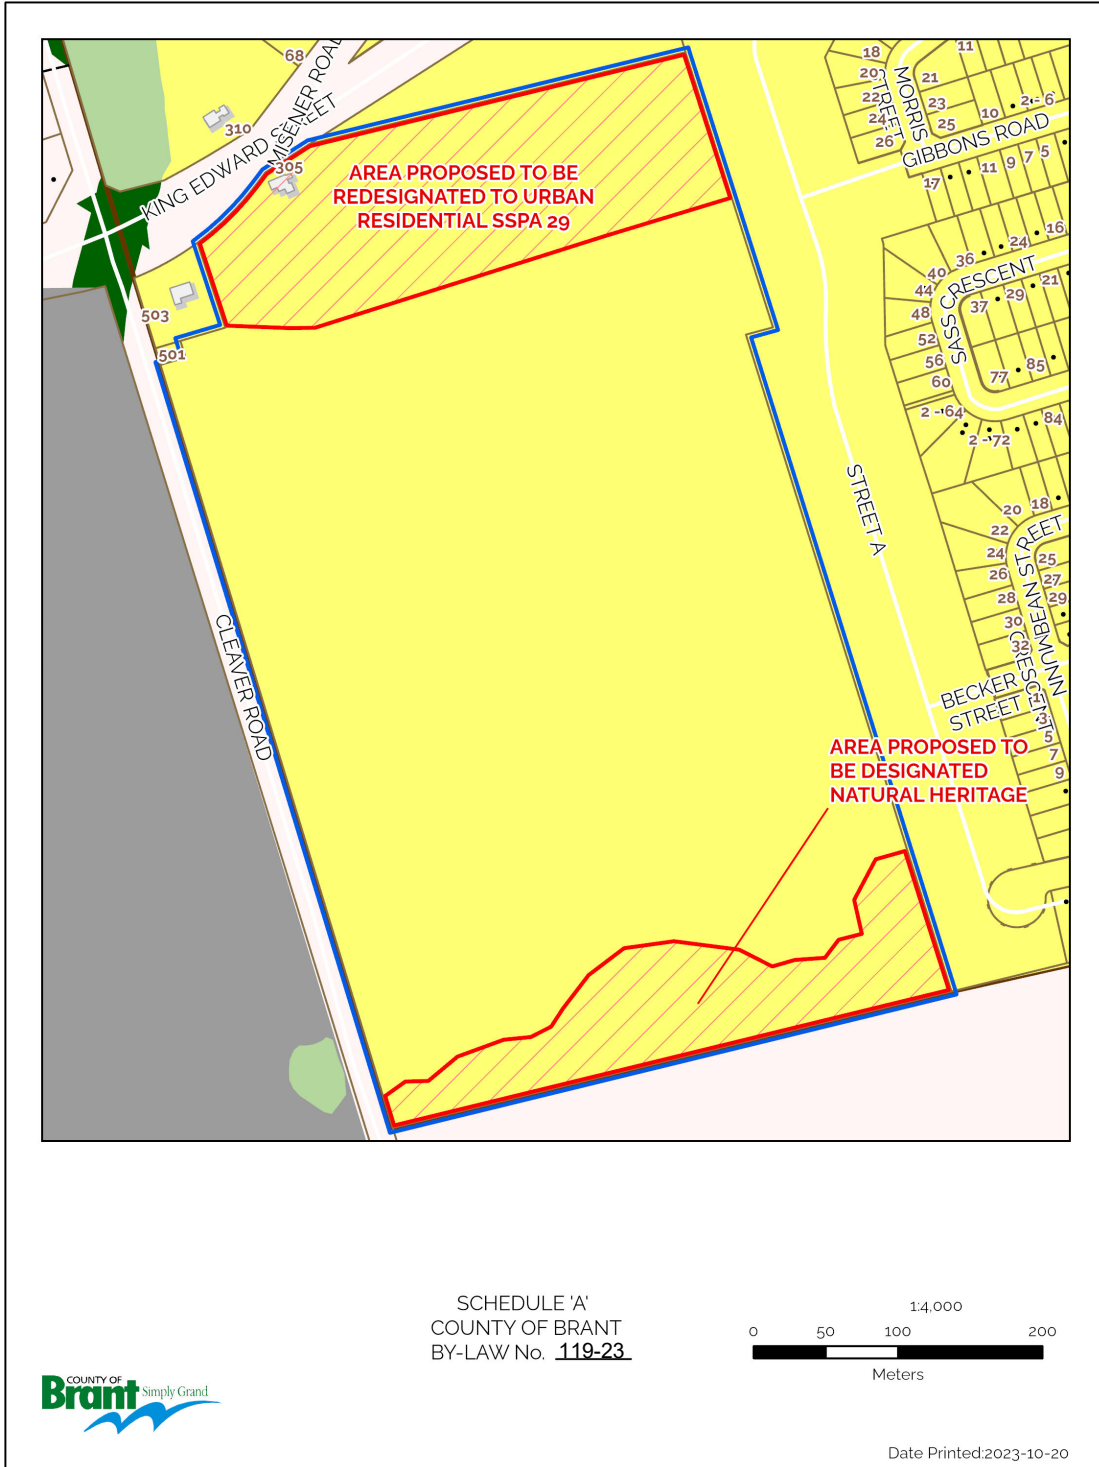 68
MISENER ROAD
310
KING EDWARD STREET
305
AREA PROPOSED TO BE
REDESIGNATED TO URBAN
RESIDENTIAL SSPA 29
503
501
CLEAVER ROAD
STREET A
18
20
22
24
26
MORRIS
STREET
11
21
23
25
10
2 - 6
GIBBONS ROAD
17
11
9
7
5
16
24
36
40
44
48
52
56
60
2 - 64
2 - 72
SASS CRESCENT
21
29
37
77
85
84
18
20
22
24
26
28
30
32
25
27
29
NNUMBEAN STREET
CRESCENT
BECKER
STREET
1
3
5
7
9
AREA PROPOSED TO
BE DESIGNATED
NATURAL HERITAGE
SCHEDULE 'A'
COUNTY OF BRANT
BY-LAW No. 119-23
1:4,000
0 50 100 200
Meters
COUNTY OF
Brant Simply Grand
Date Printed:2023-10-20